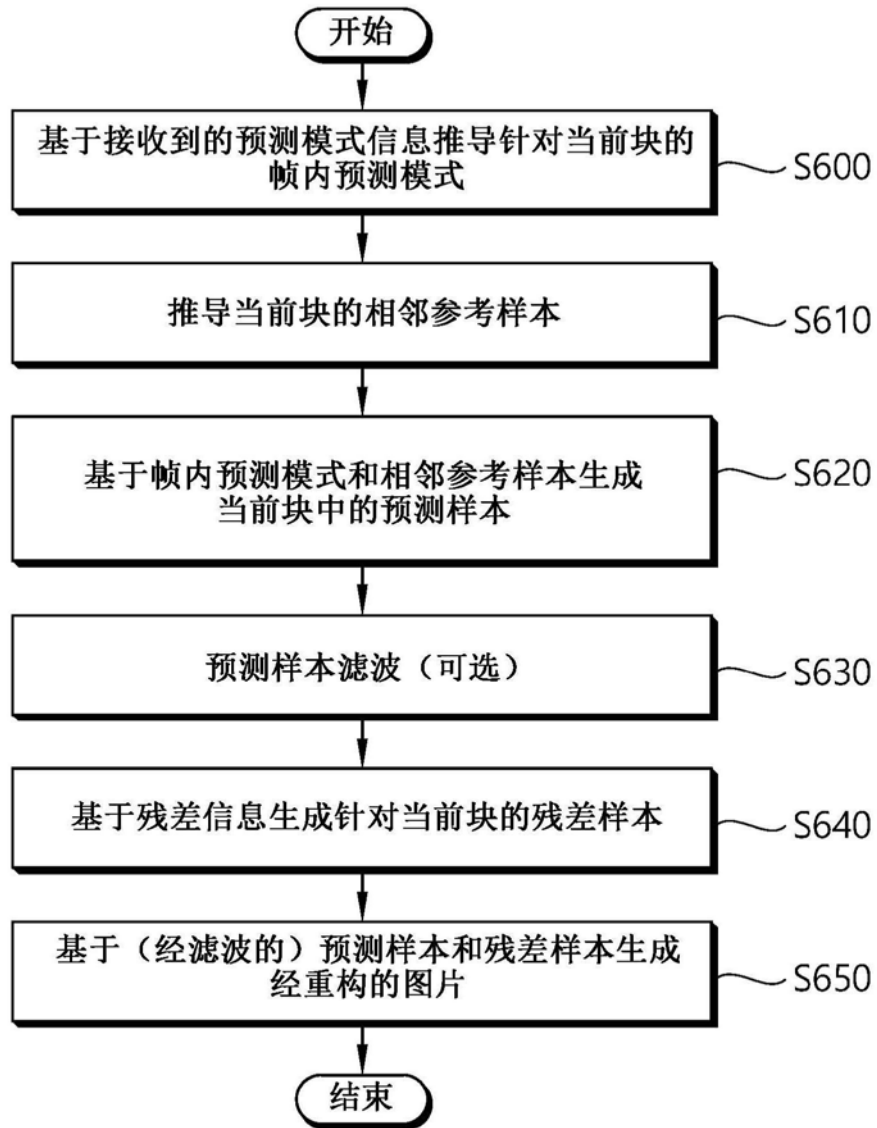 开始
基于接收到的预测模式信息推导针对当前块的
帧内预测模式
S600
推导当前块的相邻参考样本
S610
基于帧内预测模式和相邻参考样本生成
当前块中的预测样本
S620
预测样本滤波（可选）
S630
基于残差信息生成针对当前块的残差样本
S640
基于（经滤波的）预测样本和残差样本生成
经重构的图片
S650
结束